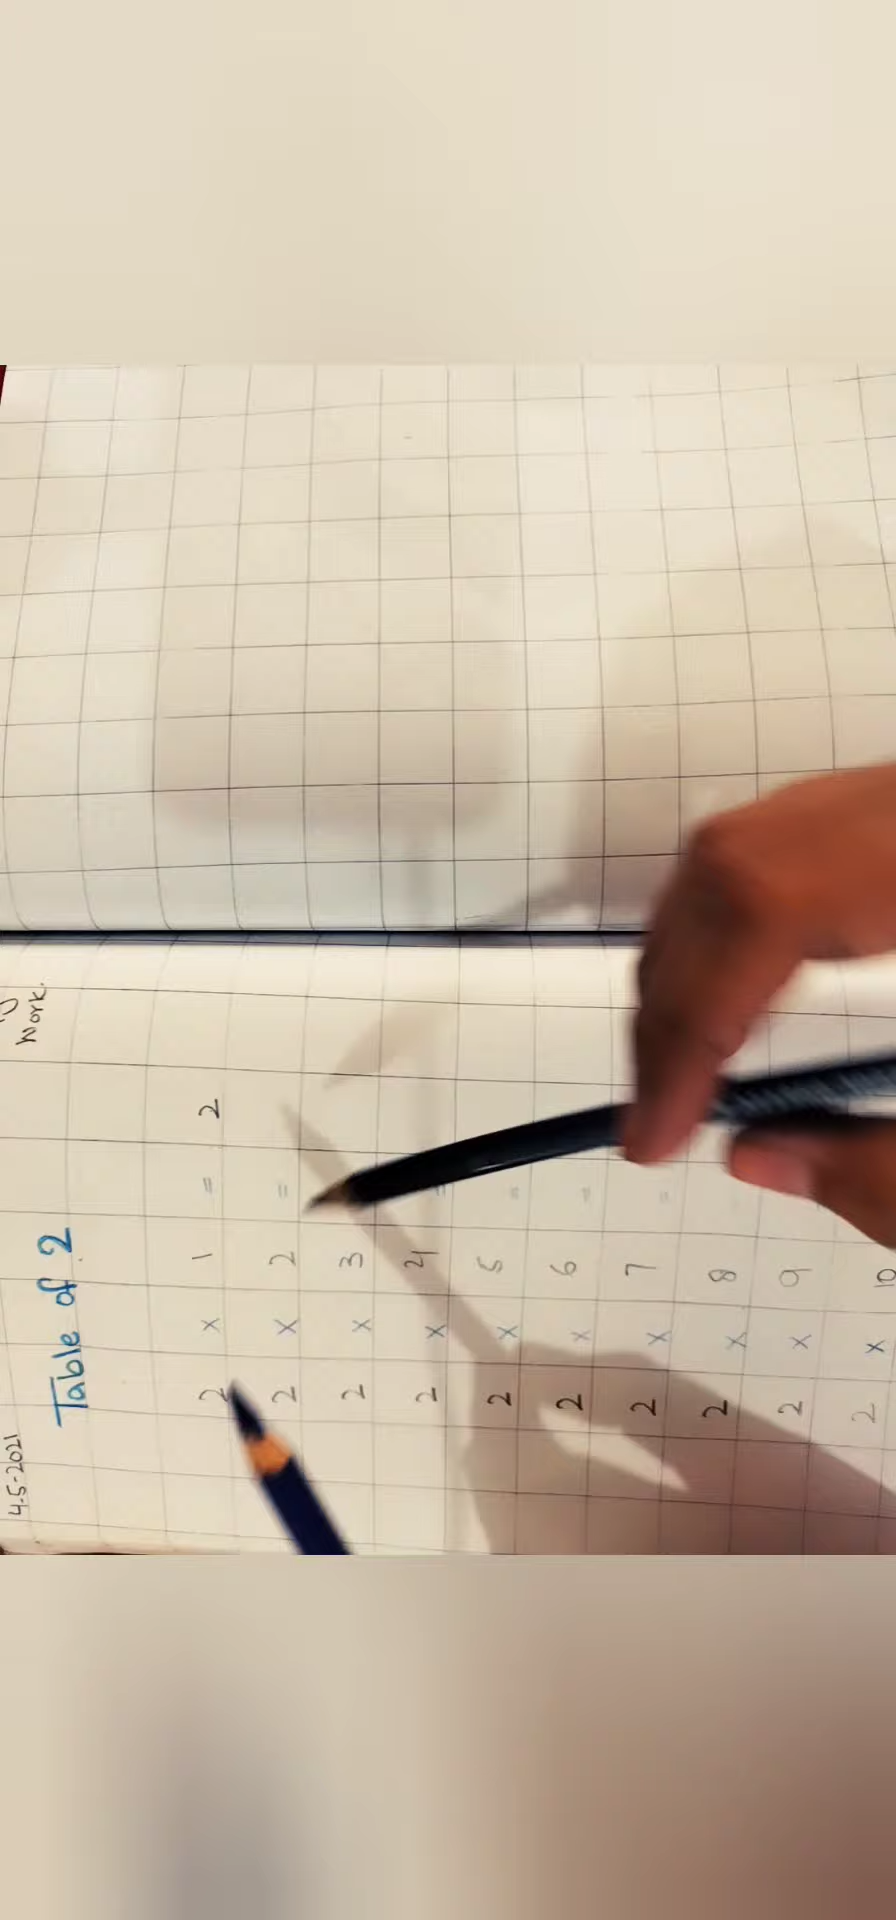 4-5-2021
Work.
Table of 2
2 x 1 = 2
2 x 2 =
2 x 3
2 x 4 =
2 x 5 =
2 x 6 =
2 x 7 =
2 x 8
2 x 9
2 x 10